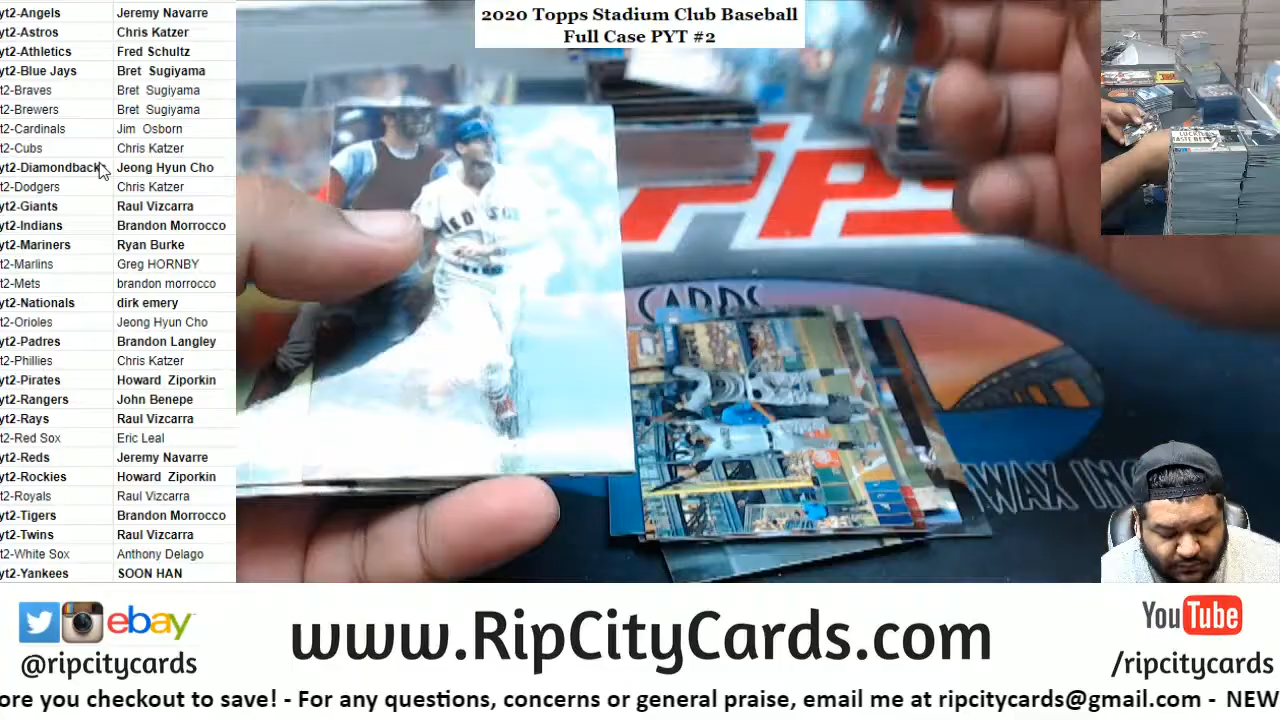 2020 Topps Stadium Club Baseball
Full Case PYT #2
yt2-Angels Jeremy Navarre
yt2-Astros Chris Katzer
yt2-Athletics Fred Schultz
yt2-Blue Jays Bret Sugiyama
t2-Braves Bret Sugiyama
t2-Brewers Bret Sugiyama
t2-Cardinals Jim Osborn
t2-Cubs Chris Katzer
yt2-Diamondback Jeong Hyun Cho
t2-Dodgers Chris Katzer
yt2-Giants Raul Vizcarra
yt2-Indians Brandon Morrocco
yt2-Mariners Ryan Burke
t2-Marlins Greg HORNBY
t2-Mets brandon morrocco
yt2-Nationals dirk emery
t2-Orioles Jeong Hyun Cho
yt2-Padres Brandon Langley
t2-Phillies Chris Katzer
yt2-Pirates Howard Ziporkin
yt2-Rangers John Benepe
yt2-Rays Raul Vizcarra
t2-Red Sox Eric Leal
yt2-Reds Jeremy Navarre
yt2-Rockies Howard Ziporkin
t2-Royals Raul Vizcarra
yt2-Tigers Brandon Morrocco
yt2-Twins Raul Vizcarra
t2-White Sox Anthony Delago
yt2-Yankees SOON HAN
TOPPS
CARDS
WAX INC
ebay
@ripcitycards
www.RipCityCards.com
YouTube
/ripcitycards
ore you checkout to save! - For any questions, concerns or general praise, email me at ripcitycards@gmail.com - NEW